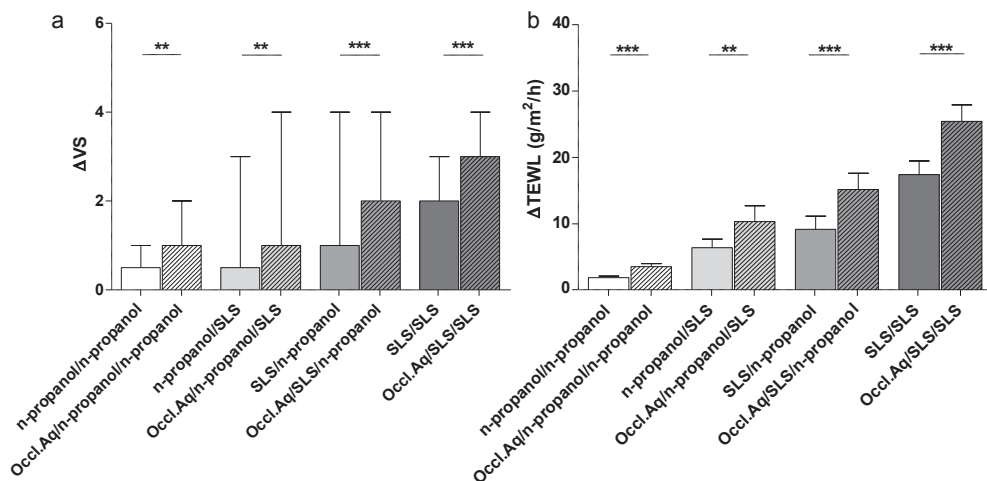 a
6
4
2
0
ΔVS
**
**
***
***
n-propanol/n-propanol
Occl.Aq/n-propanol/n-propanol
n-propanol/SLS
Occl.Aq/n-propanol//SLS
SLS/n-propanol
Occl.Aq/SLS/n-propanol
SLS/SLS
Occl.Aq/SLS/SLS
b
40
30
20
10
0
ΔTEWL (g/m²/h)
***
**
***
***
n-propanol/n-propanol
Occl.Aq/n-propanol/n-propanol
n-propanol/SLS
Occl.Aq/n-propanol/SLS
SLS/n-propanol
Occl.Aq/SLS/n-propanol
SLS/SLS
Occl.Aq/SLS/SLS